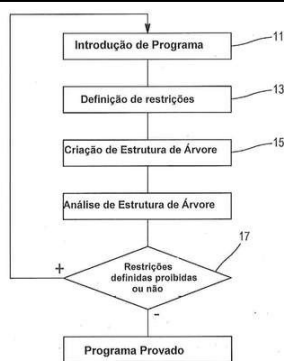 Introdução de Programa
11
Definição de restrições
13
Criação de Estrutura de Árvore
15
Análise de Estrutura de Árvore
17
Restrições
definidas proibidas
ou não
+
-
Programa Provado